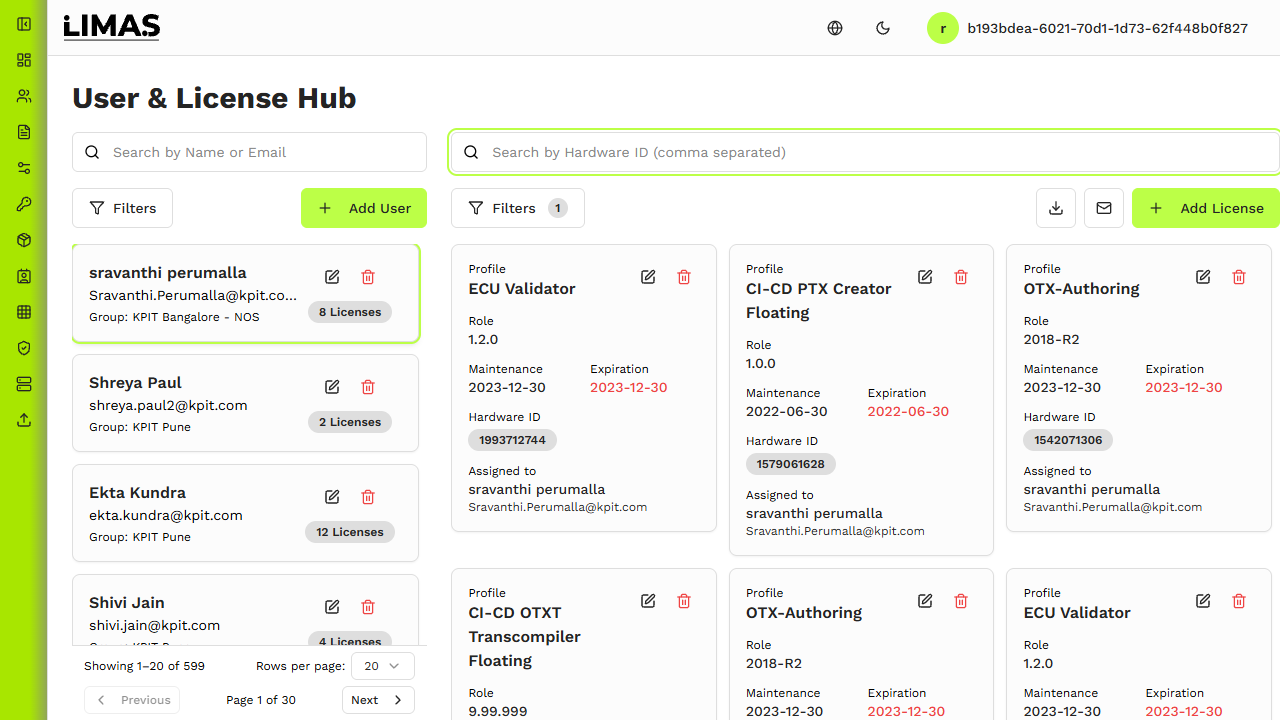 LIMAS
r
b193bdea-6021-70d1-1d73-62f448b0f827
User & License Hub
Search by Name or Email
Filters
Add User
sravanthi perumalla
Sravanthi.Perumalla@kpit.co...
Group: KPIT Bangalore - NOS
8 Licenses
Shreya Paul
shreya.paul2@kpit.com
Group: KPIT Pune
2 Licenses
Ekta Kundra
ekta.kundra@kpit.com
Group: KPIT Pune
12 Licenses
Shivi Jain
shivi.jain@kpit.com
4 Licenses
Showing 1–20 of 599
Rows per page:
20
Previous
Page 1 of 30
Next
Search by Hardware ID (comma separated)
Filters 1
Add License
Profile
ECU Validator
Role
1.2.0
Maintenance
2023-12-30
Expiration
2023-12-30
Hardware ID
1993712744
Assigned to
sravanthi perumalla
Sravanthi.Perumalla@kpit.com
Profile
CI-CD PTX Creator
Floating
Role
1.0.0
Maintenance
2022-06-30
Expiration
2022-06-30
Hardware ID
1579061628
Assigned to
sravanthi perumalla
Sravanthi.Perumalla@kpit.com
Profile
OTX-Authoring
Role
2018-R2
Maintenance
2023-12-30
Expiration
2023-12-30
Hardware ID
1542071306
Assigned to
sravanthi perumalla
Sravanthi.Perumalla@kpit.com
Profile
CI-CD OTXT
Transcompiler
Floating
Role
9.99.999
Profile
OTX-Authoring
Role
2018-R2
Maintenance
2023-12-30
Expiration
2023-12-30
Profile
ECU Validator
Role
1.2.0
Maintenance
2023-12-30
Expiration
2023-12-30